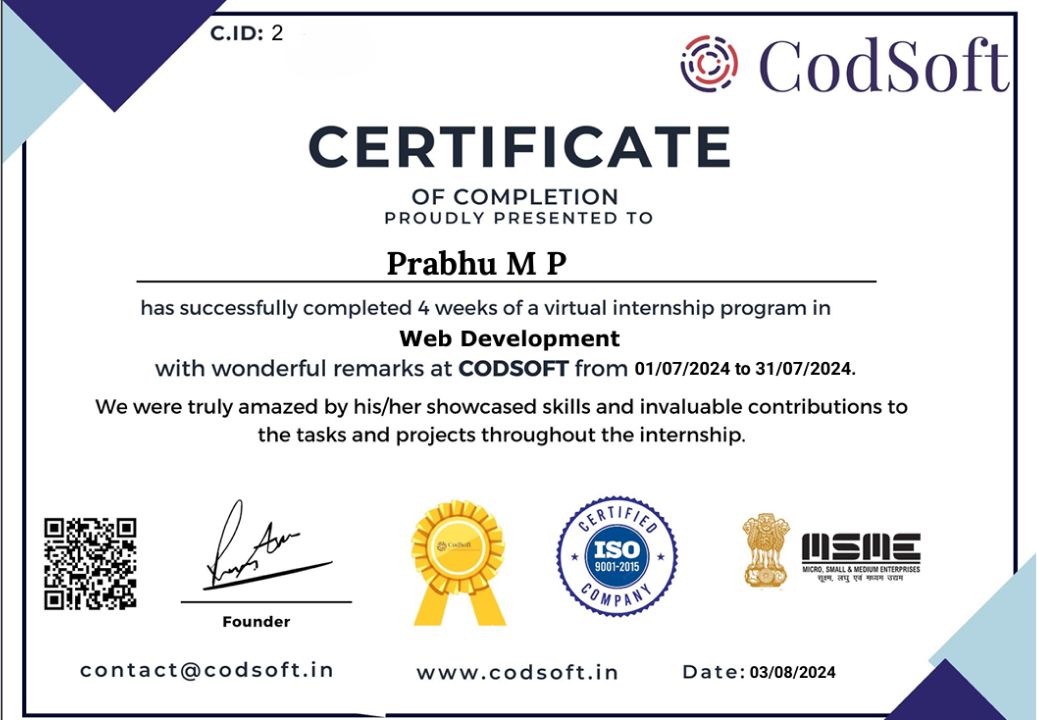 C.ID: 2
CodSoft
CERTIFICATE
OF COMPLETION
PROUDLY PRESENTED TO
Prabhu M P
has successfully completed 4 weeks of a virtual internship program in
Web Development
with wonderful remarks at CODSOFT from 01/07/2024 to 31/07/2024.
We were truly amazed by his/her showcased skills and invaluable contributions to
the tasks and projects throughout the internship.
CodSoft
CERTIFIED
ISO
9001-2015
COMPANY
MSME
MICRO, SMALL & MEDIUM ENTERPRISES
सूक्ष्म, लघु एवं मध्यम उद्यम
Founder
contact@codsoft.in
www.codsoft.in
Date: 03/08/2024